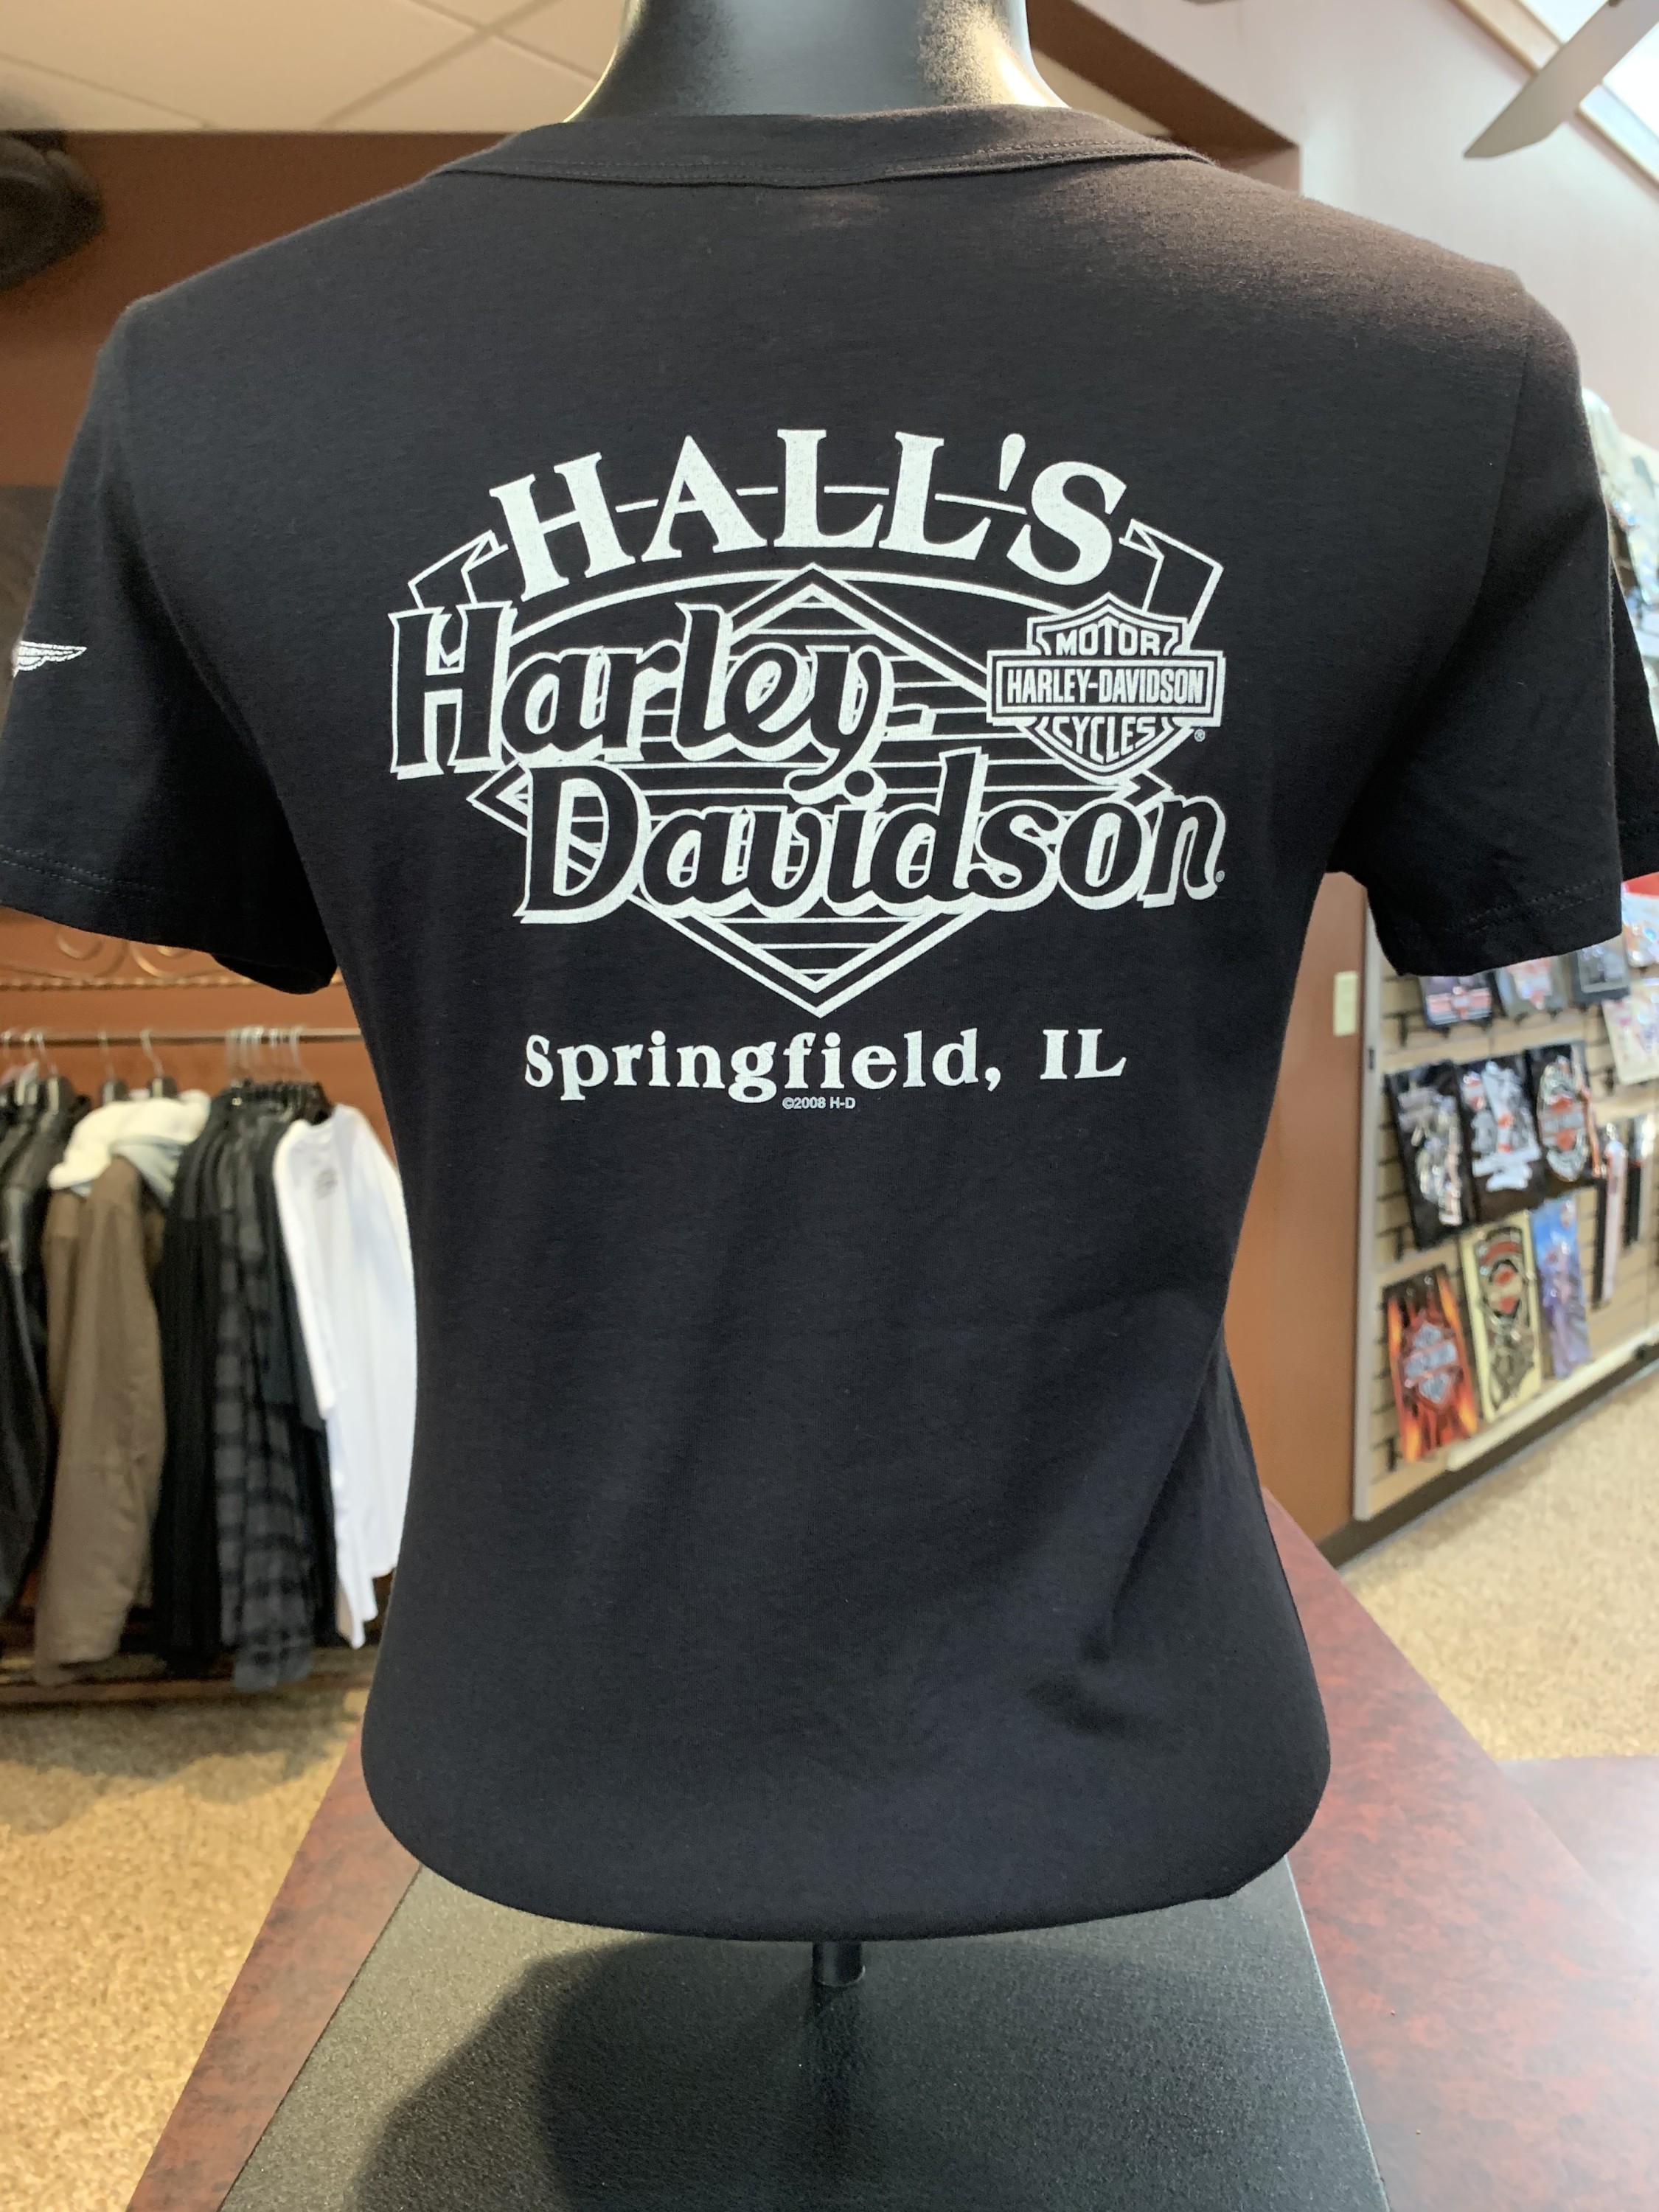 HALL'S
Harley-
MOTOR
HARLEY-DAVIDSON
CYCLES
®
Davidson
Springfield, IL
©2008 H-D